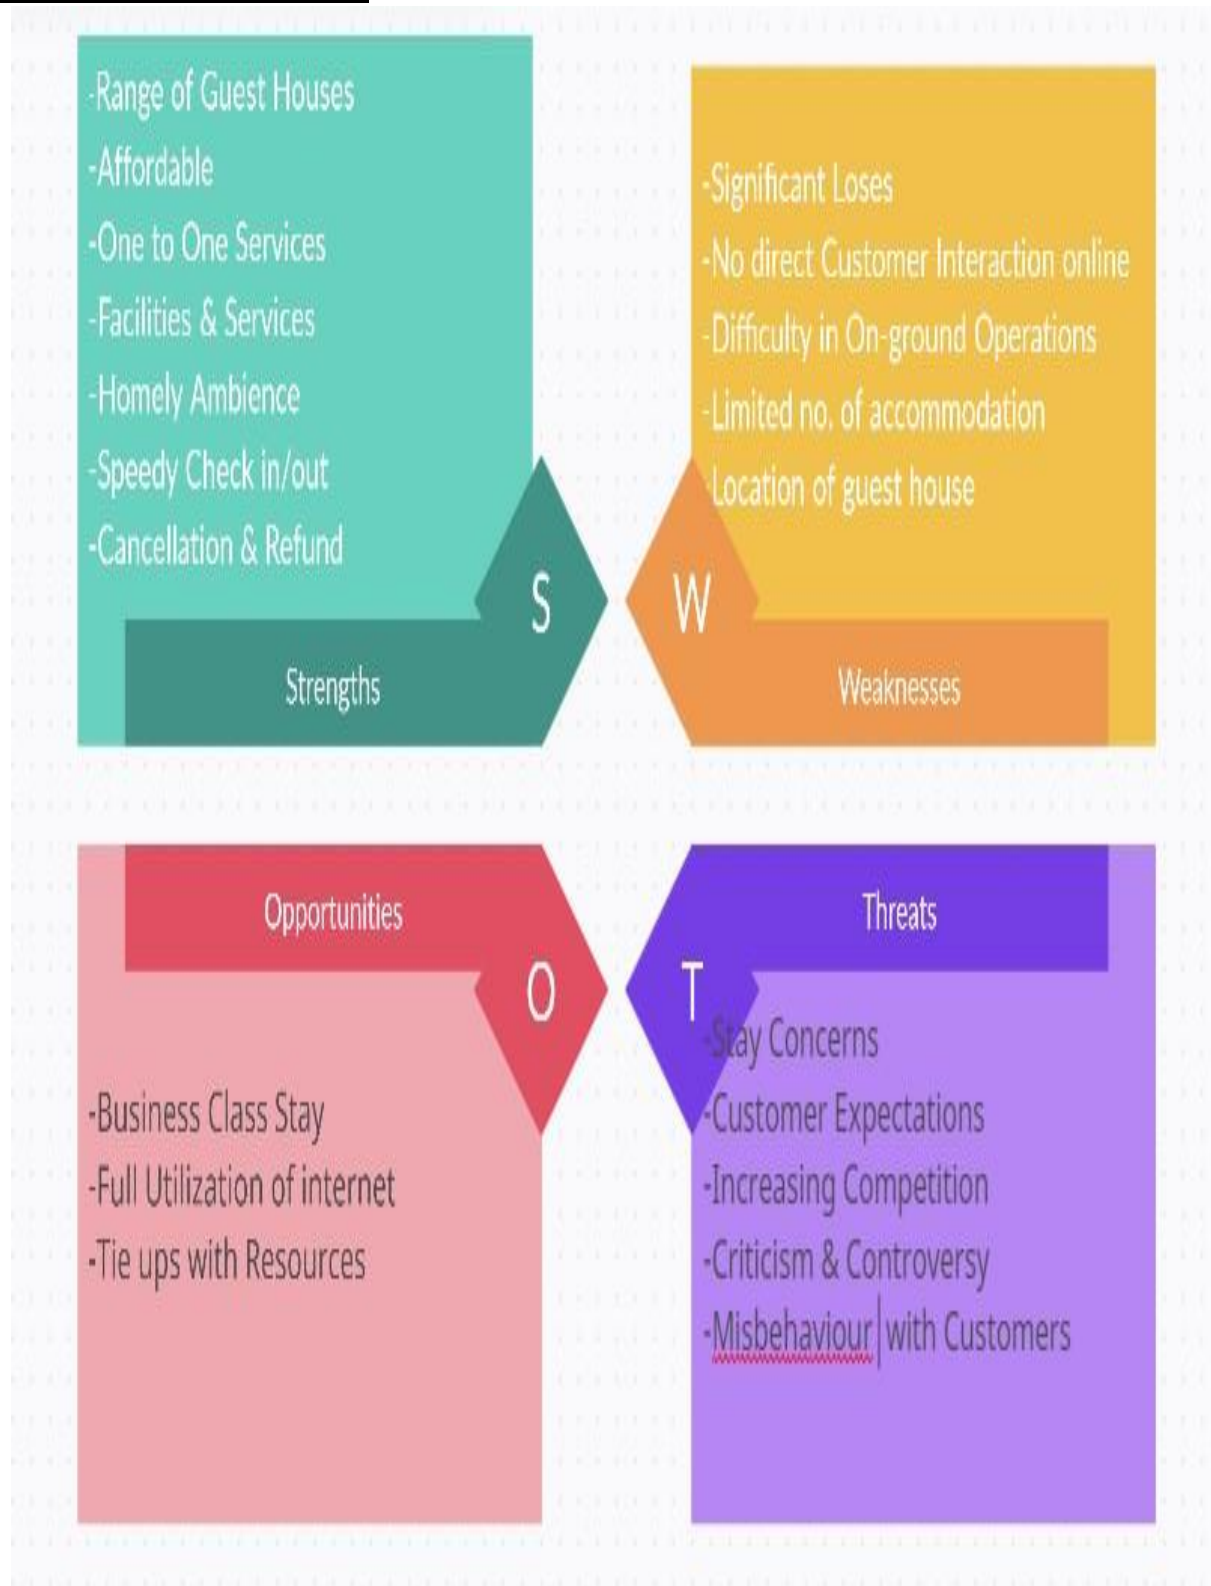 -Range of Guest Houses
-Affordable
-One to One Services
-Facilities & Services
-Homely Ambience
-Speedy Check in/out
-Cancellation & Refund
S
Strengths
-Significant Loses
-No direct Customer Interaction online
-Difficulty in On-ground Operations
-Limited no. of accommodation
-Location of guest house
W
Weaknesses
Opportunities
O
-Business Class Stay
-Full Utilization of internet
-Tie ups with Resources
Threats
T
-Stay Concerns
-Customer Expectations
-Increasing Competition
-Criticism & Controversy
-Misbehaviour with Customers